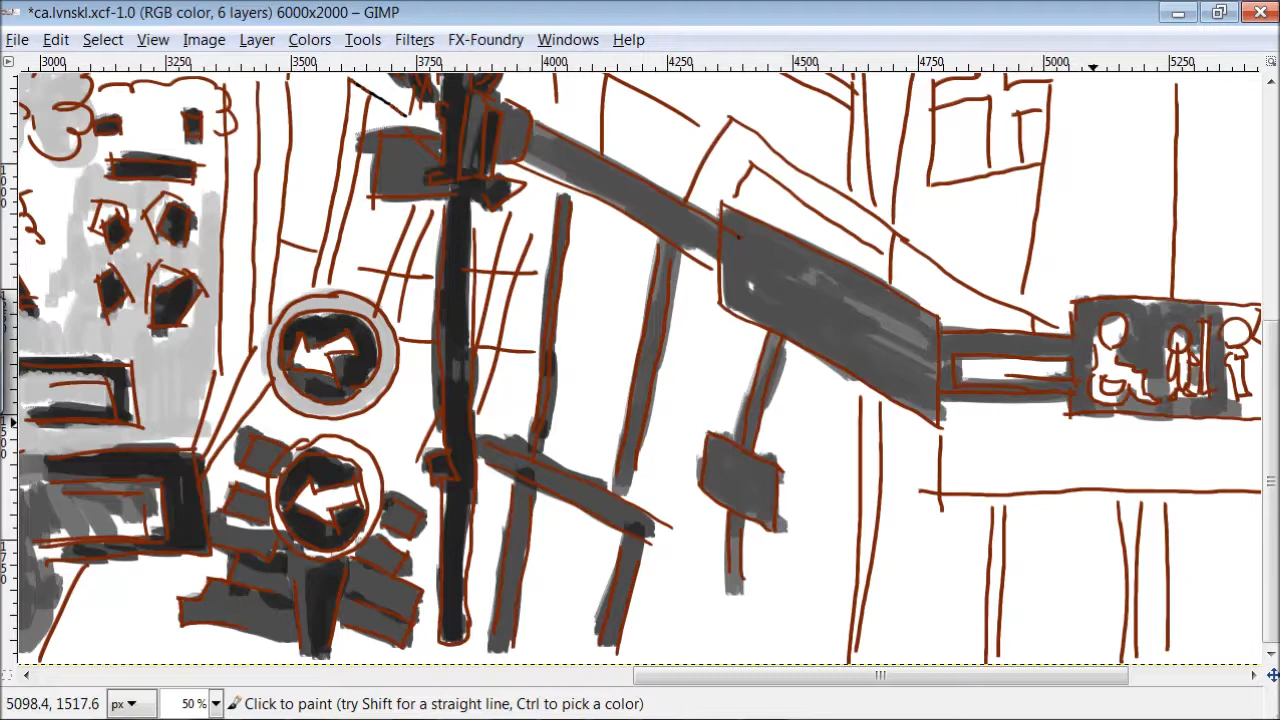 *ca.lvnskl.xcf-1.0 (RGB color, 6 layers) 6000x2000 – GIMP
File Edit Select View Image Layer Colors Tools Filters FX-Foundry Windows Help
3000 3250 3500 3750 4000 4250 4500 4750 5000 5250
5098.4, 1517.6 px 50 % Click to paint (try Shift for a straight line, Ctrl to pick a color)